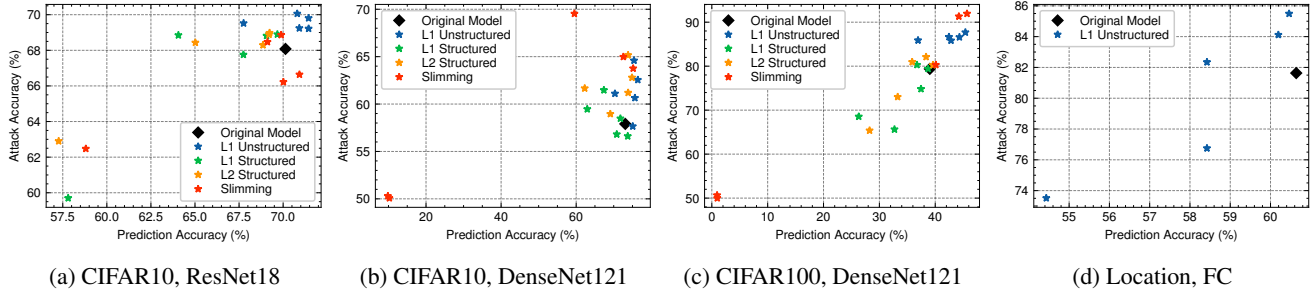 Attack Accuracy (%)
70
68
66
64
62
60
57.5
60.0
62.5
65.0
67.5
70.0
Prediction Accuracy (%)
Original Model
L1 Unstructured
L1 Structured
L2 Structured
Slimming
(a) CIFAR10, ResNet18
Attack Accuracy (%)
70
65
60
55
50
20
40
60
Prediction Accuracy (%)
Original Model
L1 Unstructured
L1 Structured
L2 Structured
Slimming
(b) CIFAR10, DenseNet121
Attack Accuracy (%)
90
80
70
60
50
0
10
20
30
40
Prediction Accuracy (%)
Original Model
L1 Unstructured
L1 Structured
L2 Structured
Slimming
(c) CIFAR100, DenseNet121
Attack Accuracy (%)
86
84
82
80
78
76
74
55
56
57
58
59
60
Prediction Accuracy (%)
Original Model
L1 Unstructured
(d) Location, FC